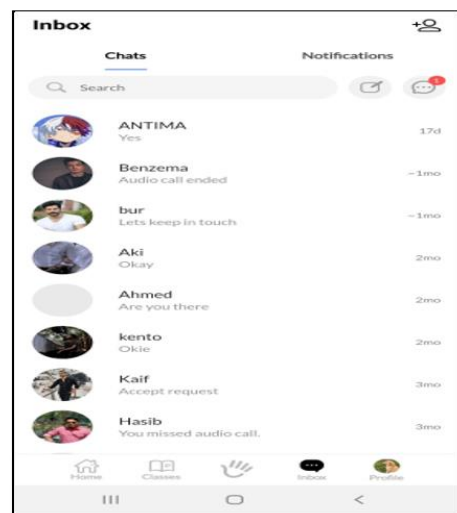 Inbox
Chats
Notifications
Search
1
ANTIMA
Yes
17d
Benzema
Audio call ended
~1mo
bur
Lets keep in touch
~1mo
Aki
Okay
2mo
Ahmed
Are you there
2mo
kento
Okie
2mo
Kaif
Accept request
3mo
Hasib
You missed audio call.
3mo
Home
Classes
Inbox
Profile